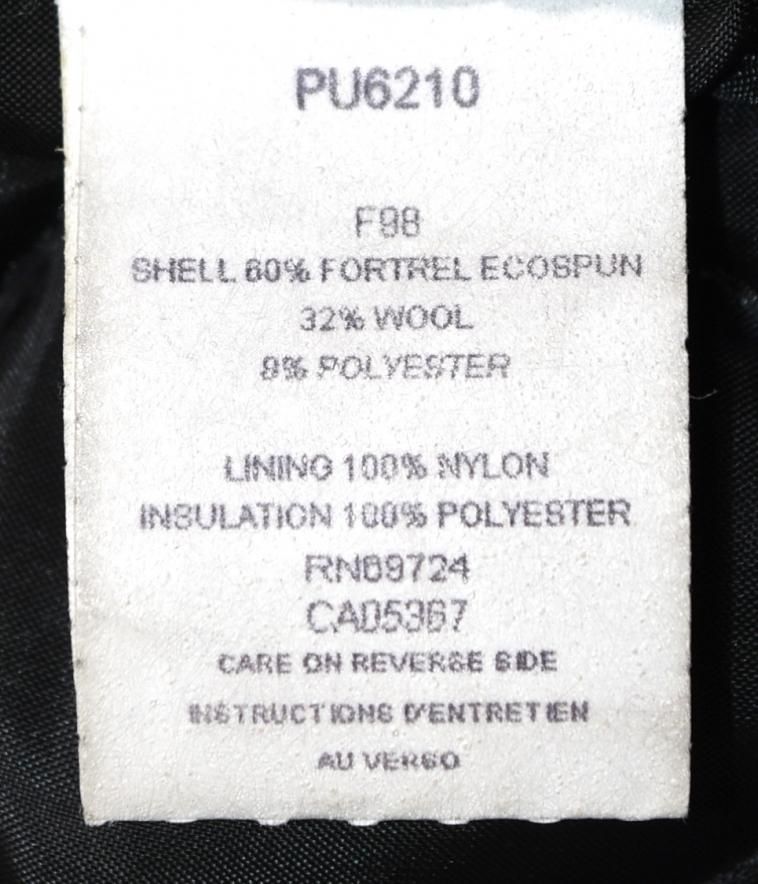 PU6210
F98
SHELL 60% FORTREL ECOSPUN
32% WOOL
8% POLYESTER
LINING 100% NYLON
INSULATION 100% POLYESTER
RN69724
CA05367
CARE ON REVERSE SIDE
INSTRUCTIONS D'ENTRETIEN
AU VERSO